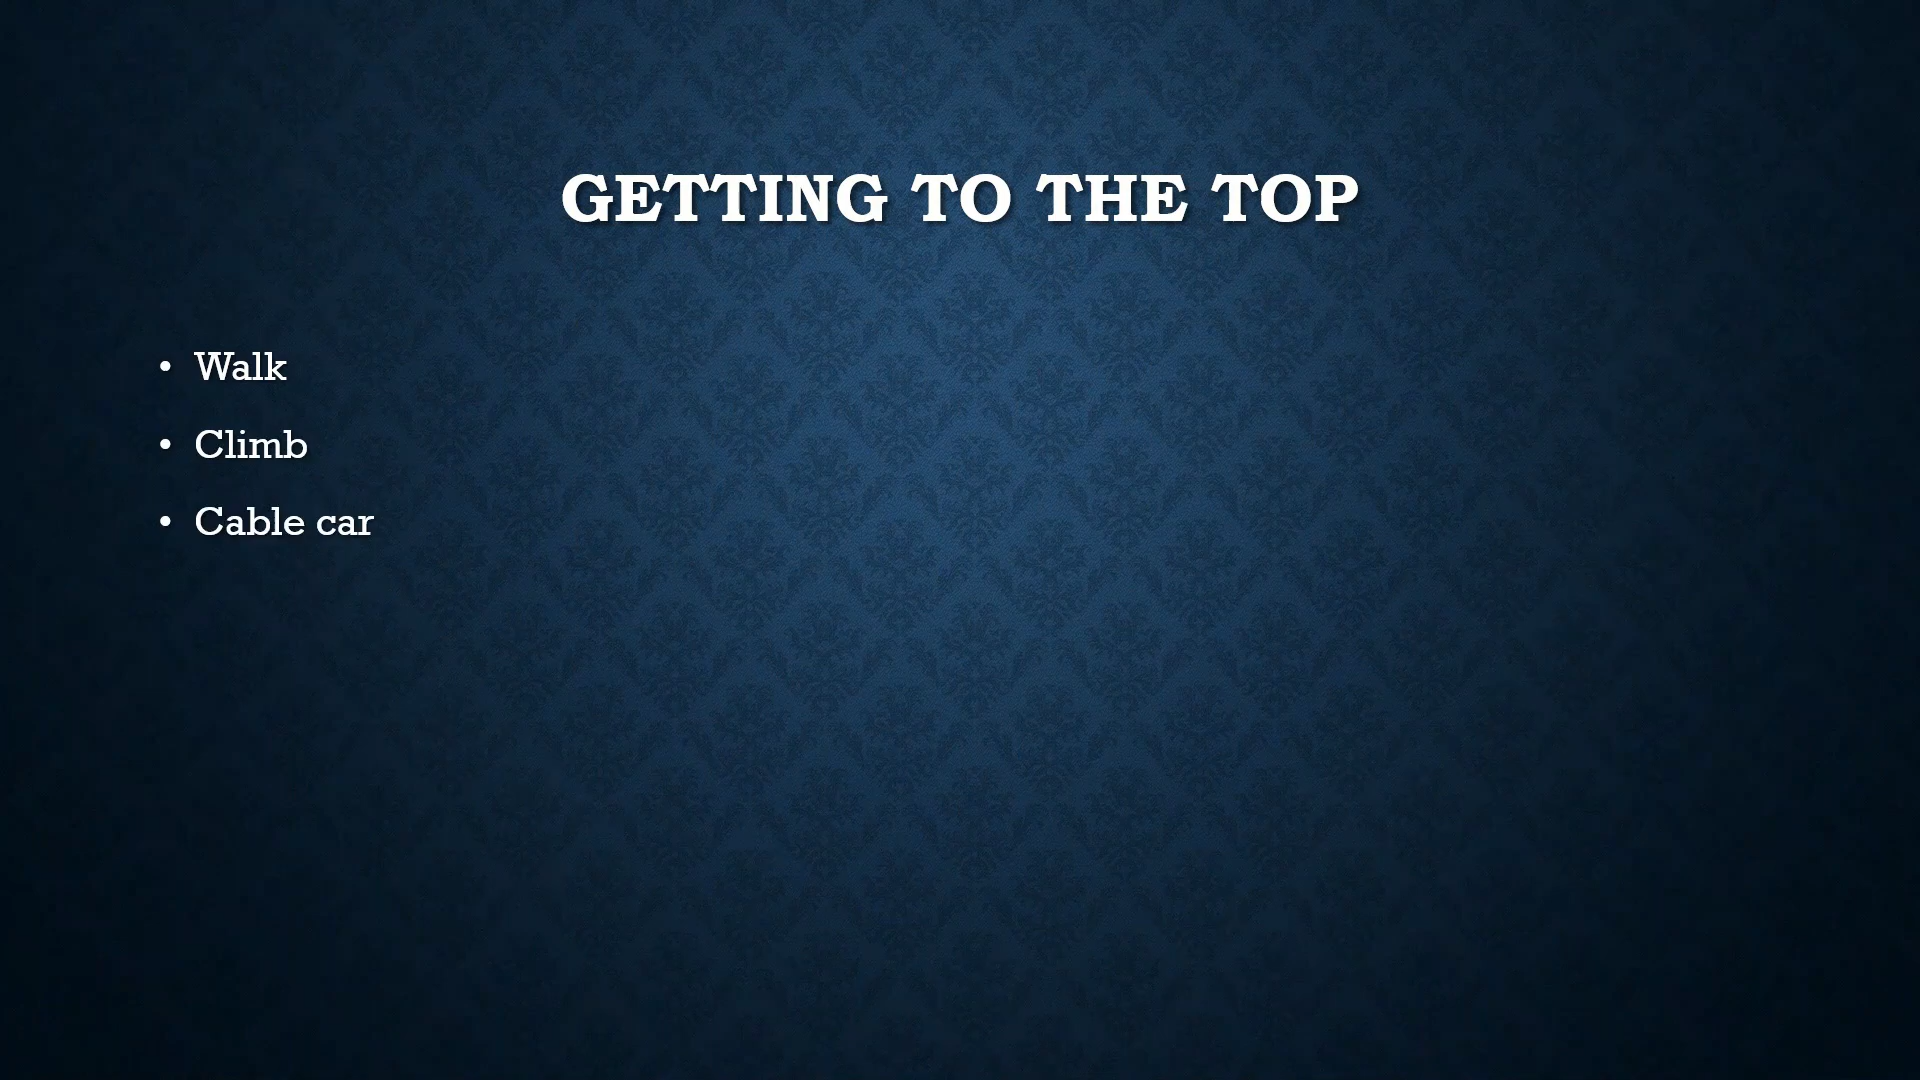 GETTING TO THE TOP
• Walk
• Climb
• Cable car